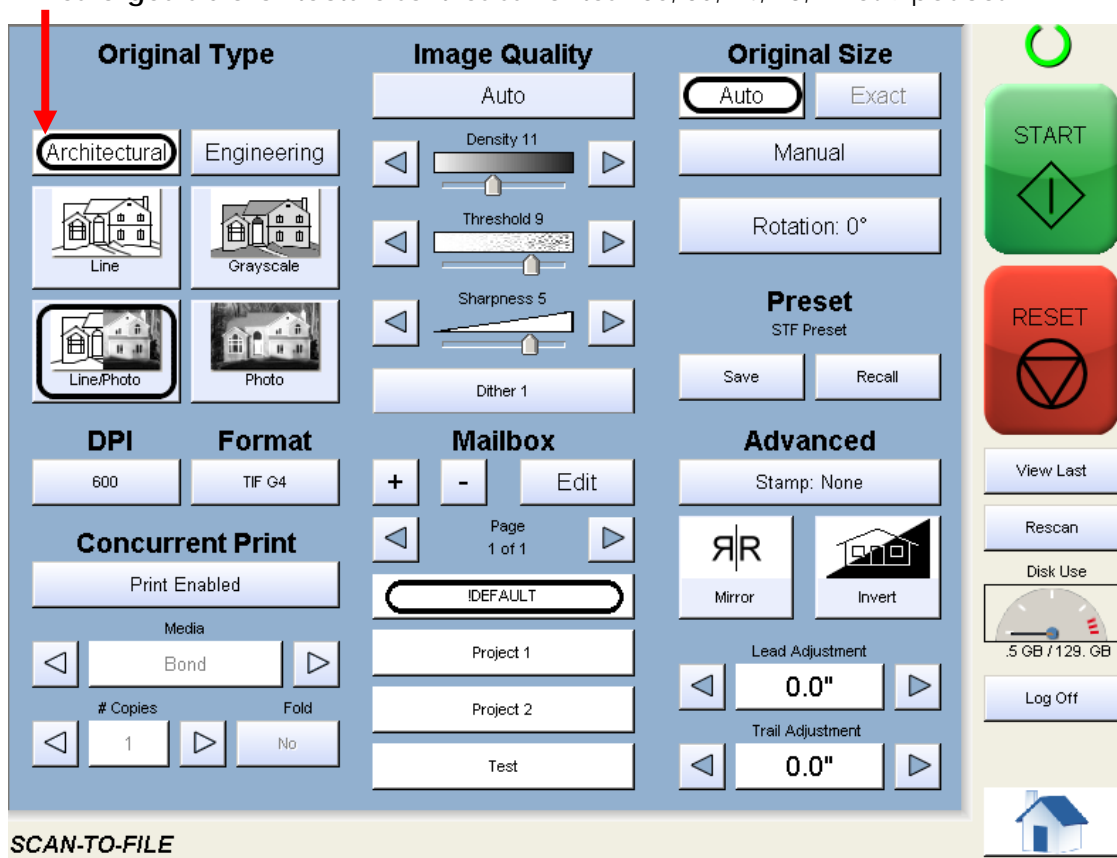 Original Type
Architectural
Engineering
Line
Grayscale
Line/Photo
Photo
DPI
Format
600
TIF G4
Concurrent Print
Print Enabled
Media
Bond
# Copies
Fold
1
No
Image Quality
Auto
Density 11
Threshold 9
Sharpness 5
Dither 1
Mailbox
+
-
Edit
Page
1 of 1
!DEFAULT
Project 1
Project 2
Test
Original Size
Auto
Exact
Manual
Rotation: 0°
Preset
STF Preset
Save
Recall
Advanced
Stamp: None
ЯR
Mirror
Invert
Lead Adjustment
0.0"
Trail Adjustment
0.0"
START
RESET
View Last
Rescan
Disk Use
.5 GB / 129. GB
Log Off
SCAN-TO-FILE